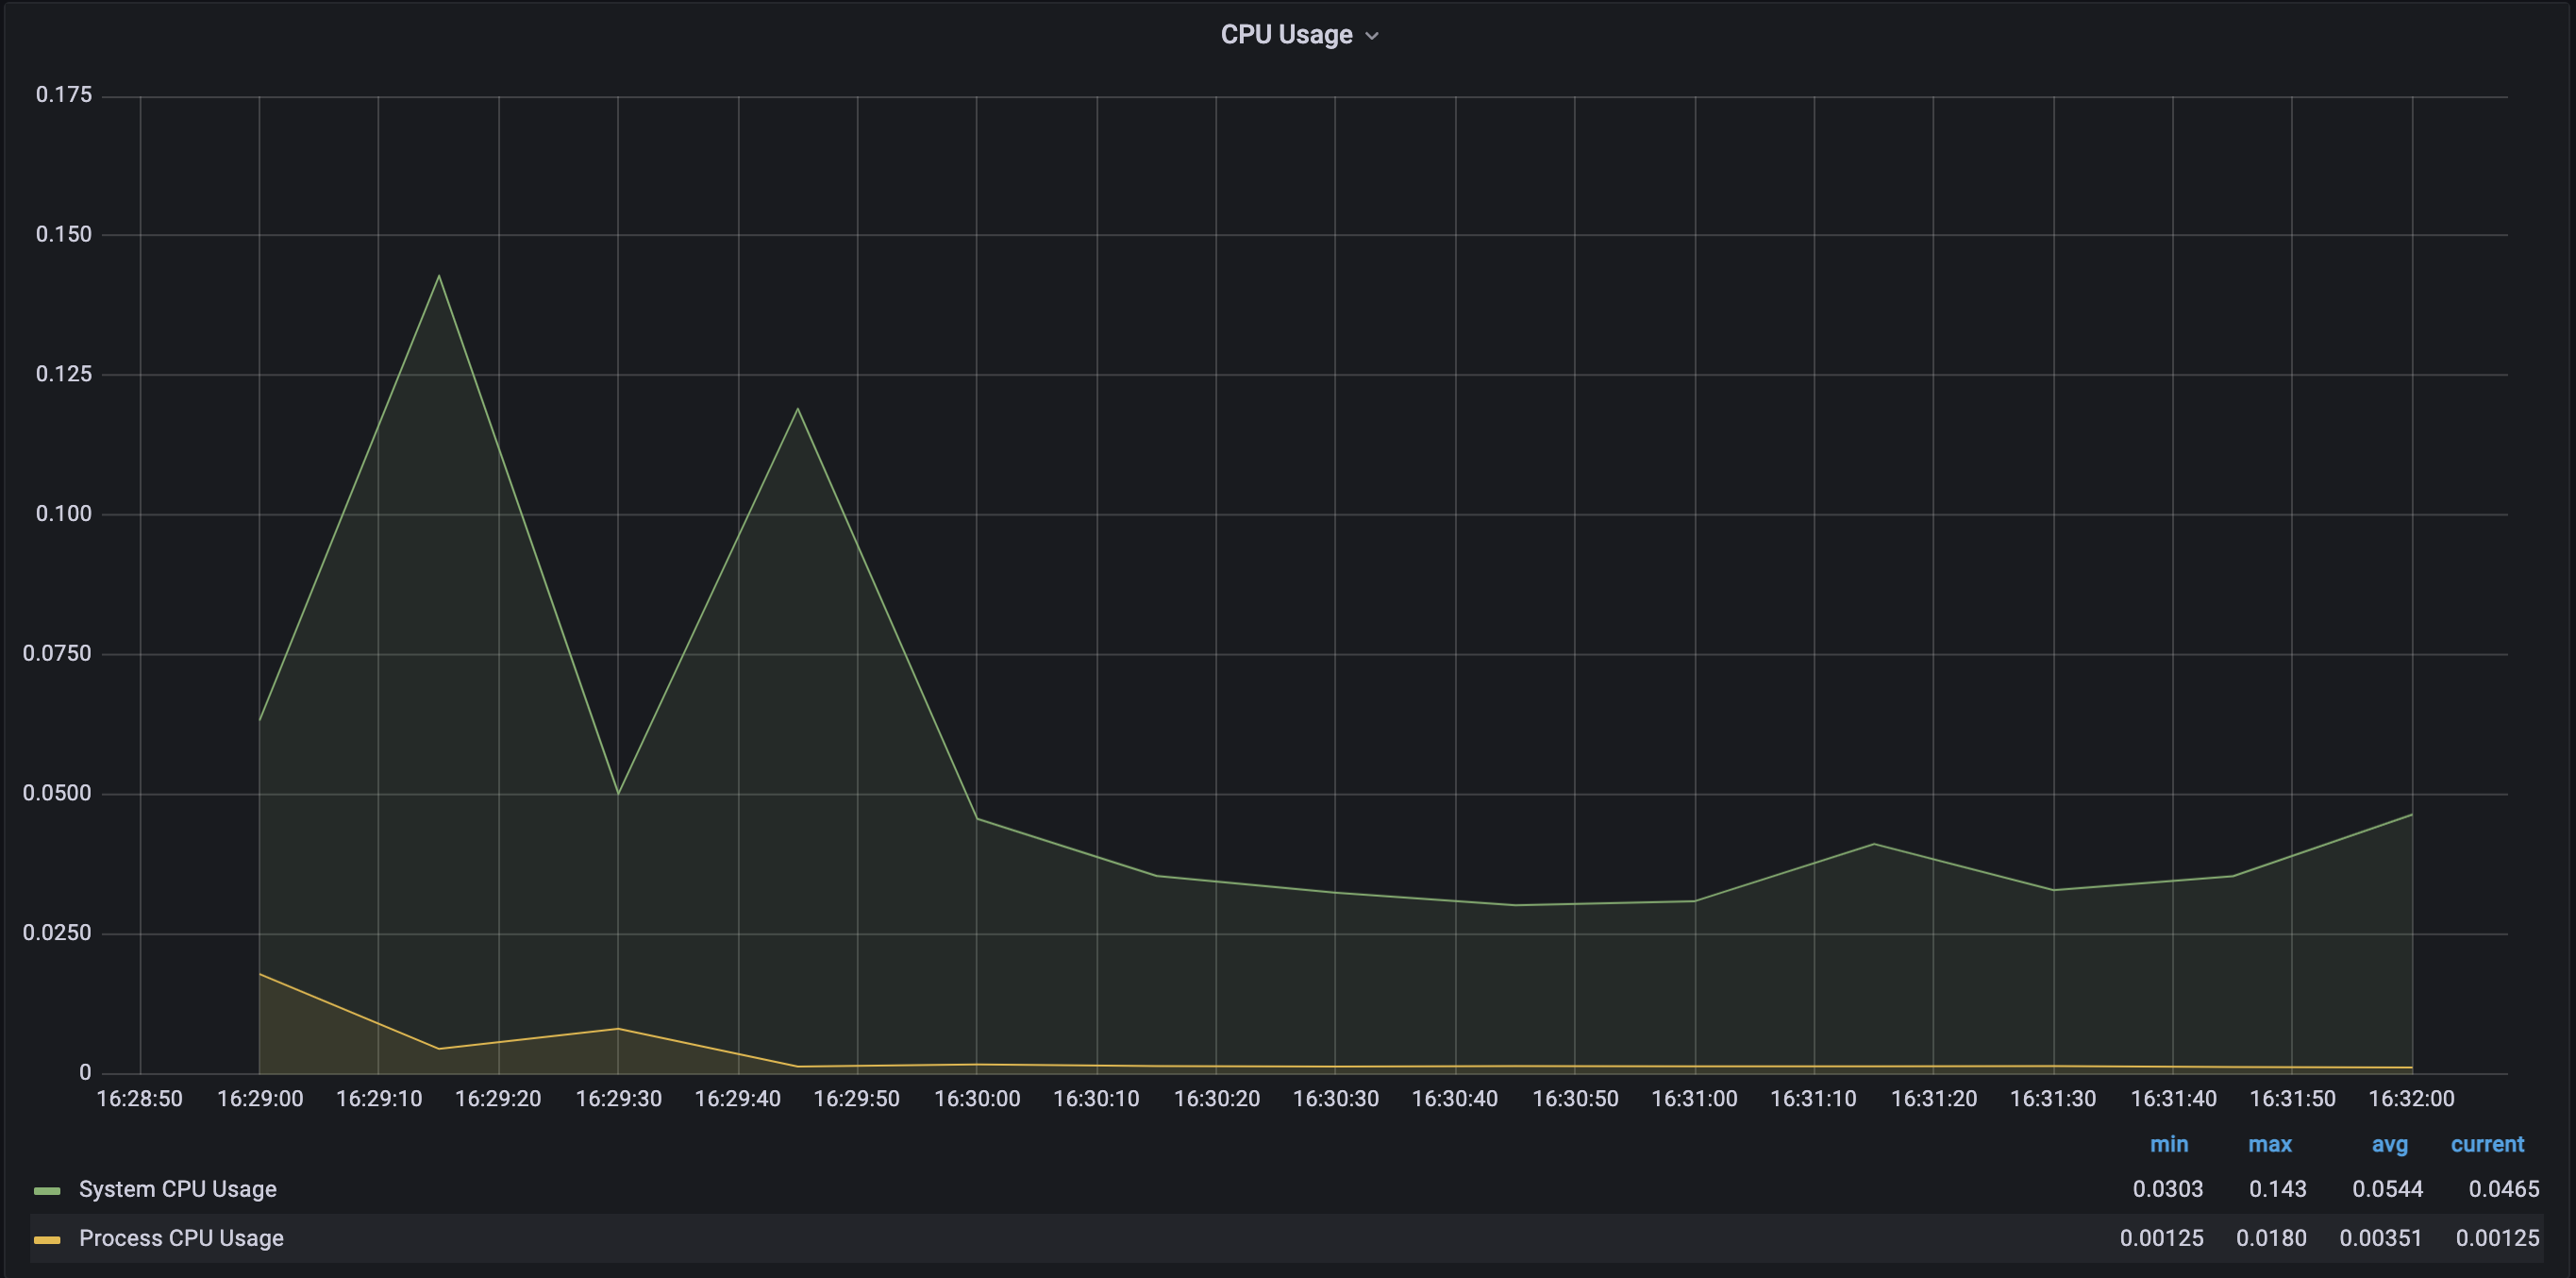 CPU Usage
0.175
0.150
0.125
0.100
0.0750
0.0500
0.0250
0
16:28:50 16:29:00 16:29:10 16:29:20 16:29:30 16:29:40 16:29:50 16:30:00 16:30:10 16:30:20 16:30:30 16:30:40 16:30:50 16:31:00 16:31:10 16:31:20 16:31:30 16:31:40 16:31:50 16:32:00
min max avg current
System CPU Usage 0.0303 0.143 0.0544 0.0465
Process CPU Usage 0.00125 0.0180 0.00351 0.00125